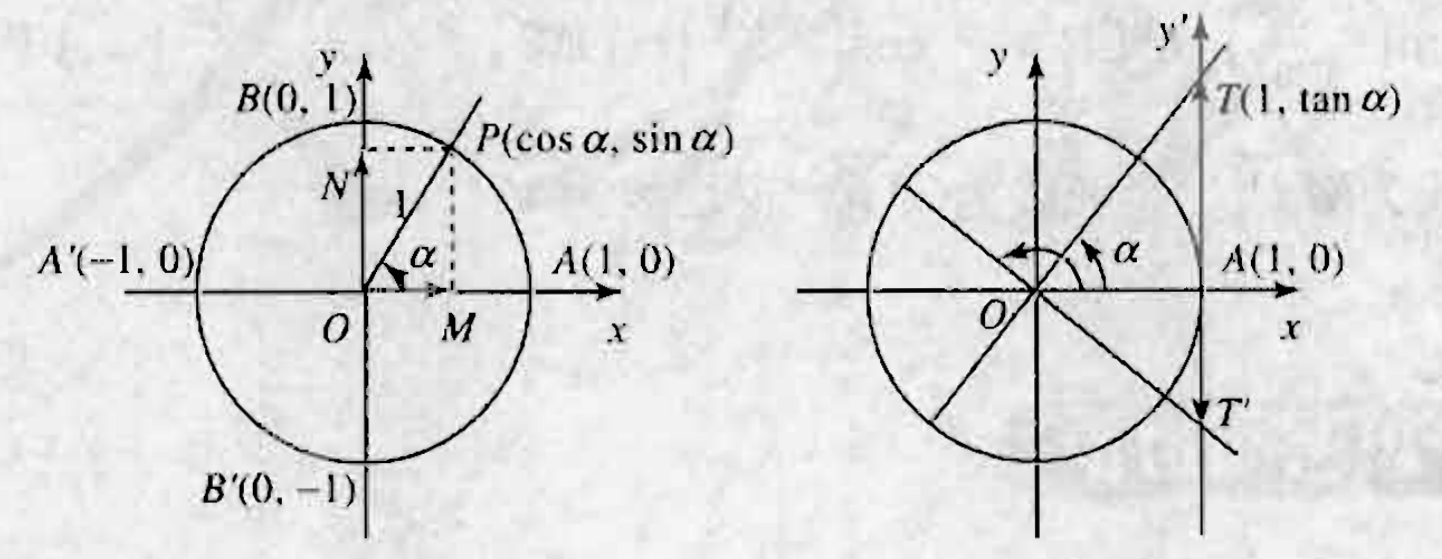 y
B(0, 1)
P(cos α, sin α)
N
1
A'(−1, 0)
α
A(1, 0)
O
M
x
B'(0, −1)
y'
y
T(1, tan α)
α
A(1, 0)
O
x
T'